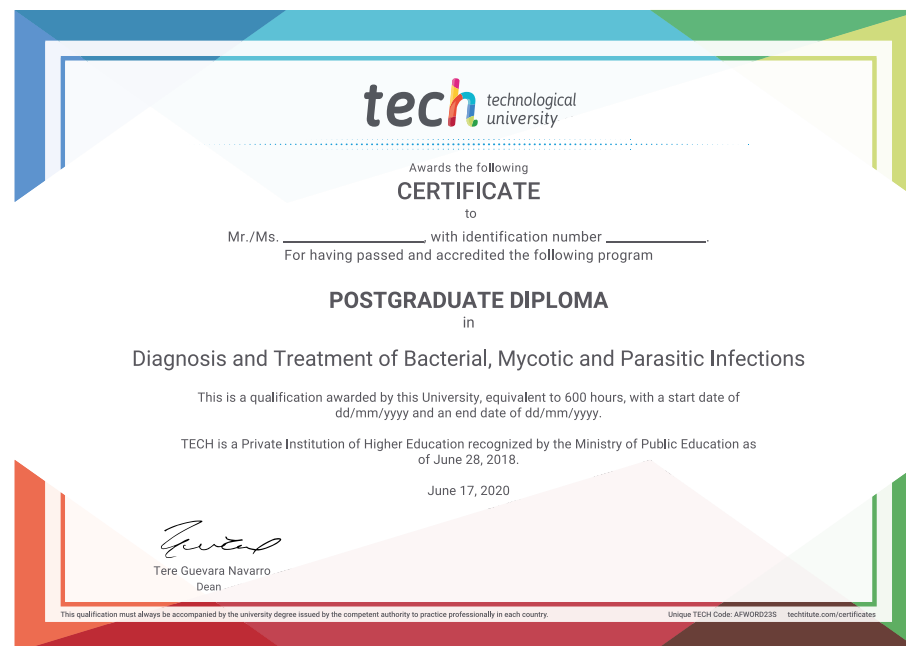 tech technological
university
Awards the following
CERTIFICATE
to
Mr./Ms. ____________________, with identification number ______________.
For having passed and accredited the following program
POSTGRADUATE DIPLOMA
in
Diagnosis and Treatment of Bacterial, Mycotic and Parasitic Infections
This is a qualification awarded by this University, equivalent to 600 hours, with a start date of
dd/mm/yyyy and an end date of dd/mm/yyyy.
TECH is a Private Institution of Higher Education recognized by the Ministry of Public Education as
of June 28, 2018.
June 17, 2020
Tere Guevara Navarro
Dean
This qualification must always be accompanied by the university degree issued by the competent authority to practice professionally in each country.
Unique TECH Code: AFWORD23S techtitute.com/certificates